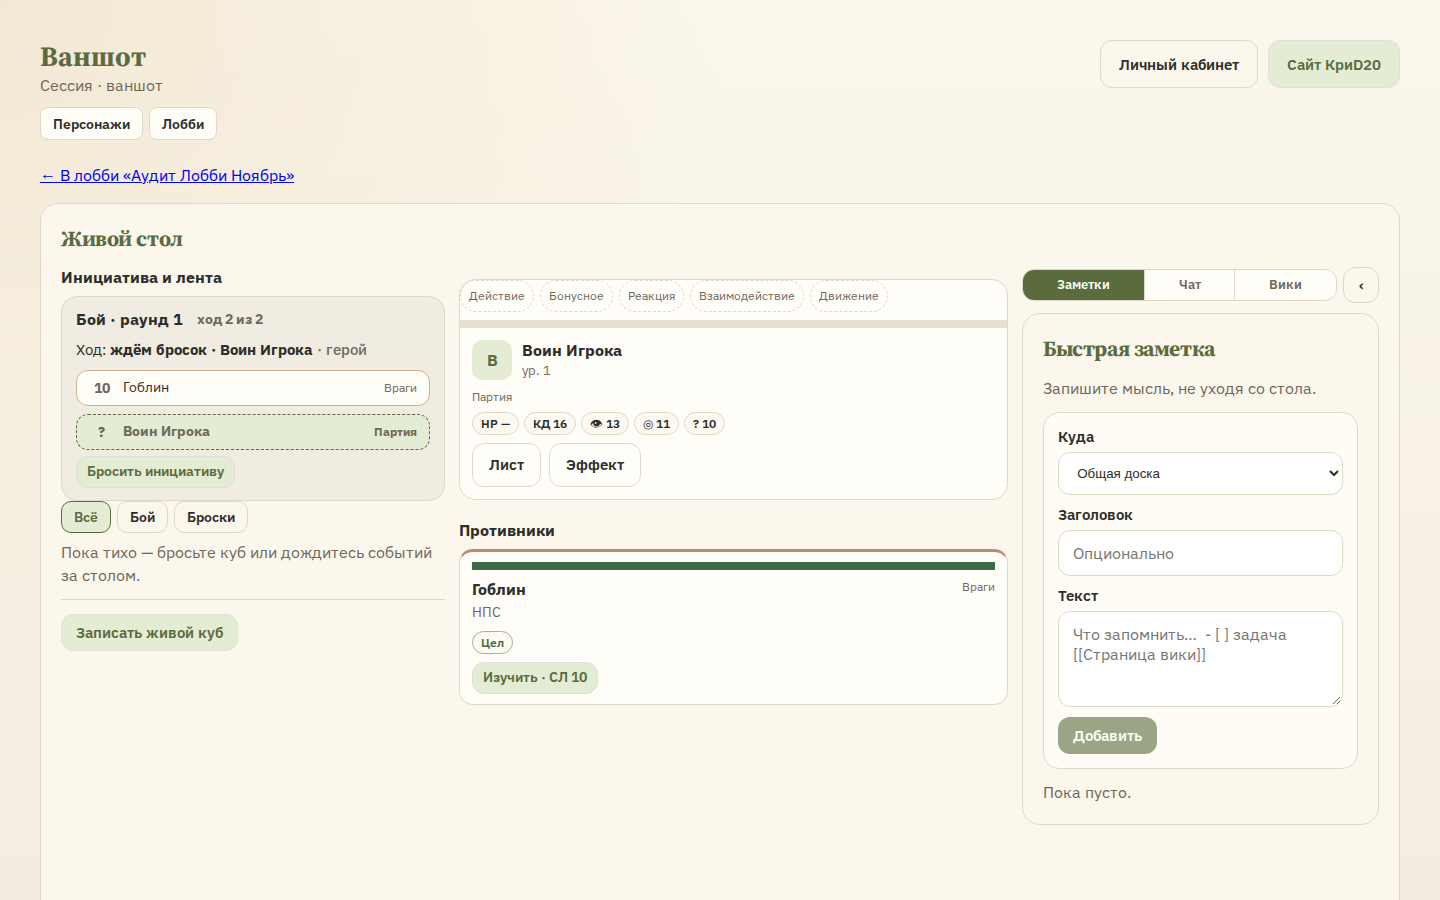 Ваншот
Сессия · ваншот
Персонажи
Лобби
Личный кабинет
Сайт КриD20
← В лобби «Аудит Лобби Ноябрь»
Живой стол
Инициатива и лента
Бой · раунд 1 ход 2 из 2
Ход: ждём бросок · Воин Игрока · герой
10 Гоблин Враги
? Воин Игрока Партия
Бросить инициативу
Всё Бой Броски
Пока тихо — бросьте куб или дождитесь событий
за столом.
Записать живой куб
Действие Бонусное Реакция Взаимодействие Движение
В
Воин Игрока
ур. 1
Партия
HP — КД 16 👁 13 ◎ 11 ? 10
Лист Эффект
Противники
Гоблин Враги
НПС
Цел
Изучить · СЛ 10
Заметки Чат Вики ‹
Быстрая заметка
Запишите мысль, не уходя со стола.
Куда
Общая доска
Заголовок
Опционально
Текст
Что запомнить... - [ ] задача
[[Страница вики]]
Добавить
Пока пусто.